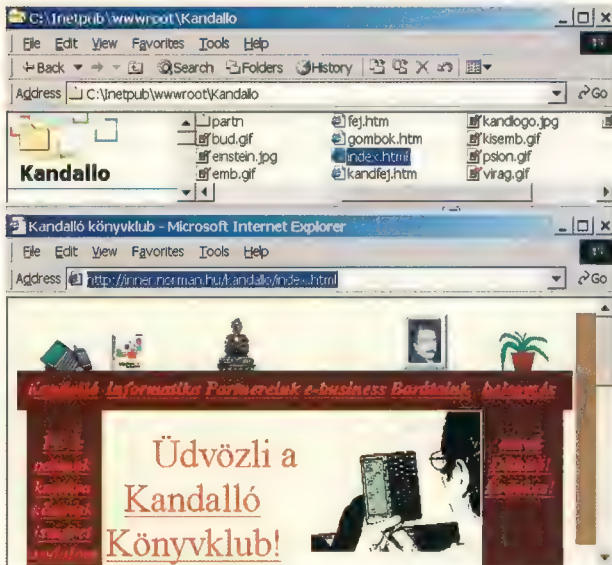 C:\Inetpub\wwwroot\Kandallo
File Edit View Favorites Tools Help
Back Search Folders History
Address C:\Inetpub\wwwroot\Kandallo Go
Kandallo
partn
bud.gif
einstein.jpg
emb.gif
fej.htm
gombok.htm
index.html
kandfej.htm
kandlogo.jpg
kisemb.gif
psion.gif
virag.gif
Kandalló könyvklub - Microsoft Internet Explorer
File Edit View Favorites Tools Help
Address http://inner.norman.hu/kandallo/index.html Go
Kandalló Informatika Partnereink e-business Barátaink
Üdvözli a
Kandalló
Könyvklub!